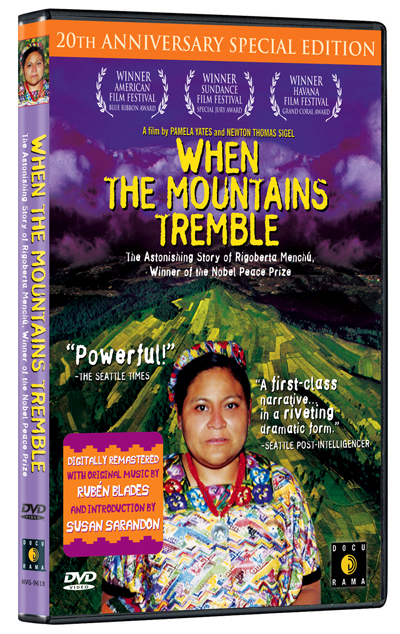 20TH ANNIVERSARY SPECIAL EDITION
WINNER
AMERICAN
FILM FESTIVAL
BLUE RIBBON AWARD
WINNER
SUNDANCE
FILM FESTIVAL
SPECIAL JURY AWARD
WINNER
HAVANA
FILM FESTIVAL
GRAND CORAL AWARD
A film by PAMELA YATES and NEWTON THOMAS SIGEL
WHEN
THE MOUNTAINS
TREMBLE
The Astonishing Story of Rigoberta Menchú,
Winner of the Nobel Peace Prize
"Powerful!"
-THE SEATTLE TIMES
"A first-class
narrative...
in a riveting
dramatic form."
-SEATTLE POST-INTELLIGENCER
DIGITALLY REMASTERED
WITH ORIGINAL MUSIC BY
RUBÉN BLADES
AND INTRODUCTION BY
SUSAN SARANDON
DVD
VIDEO
DOCU
RAMA
WHEN THE MOUNTAINS TREMBLE
The Astonishing Story of Rigoberta Menchú, Winner of the Nobel Peace Prize
DVD
VIDEO
DOCU
RAMA
NVG-9618